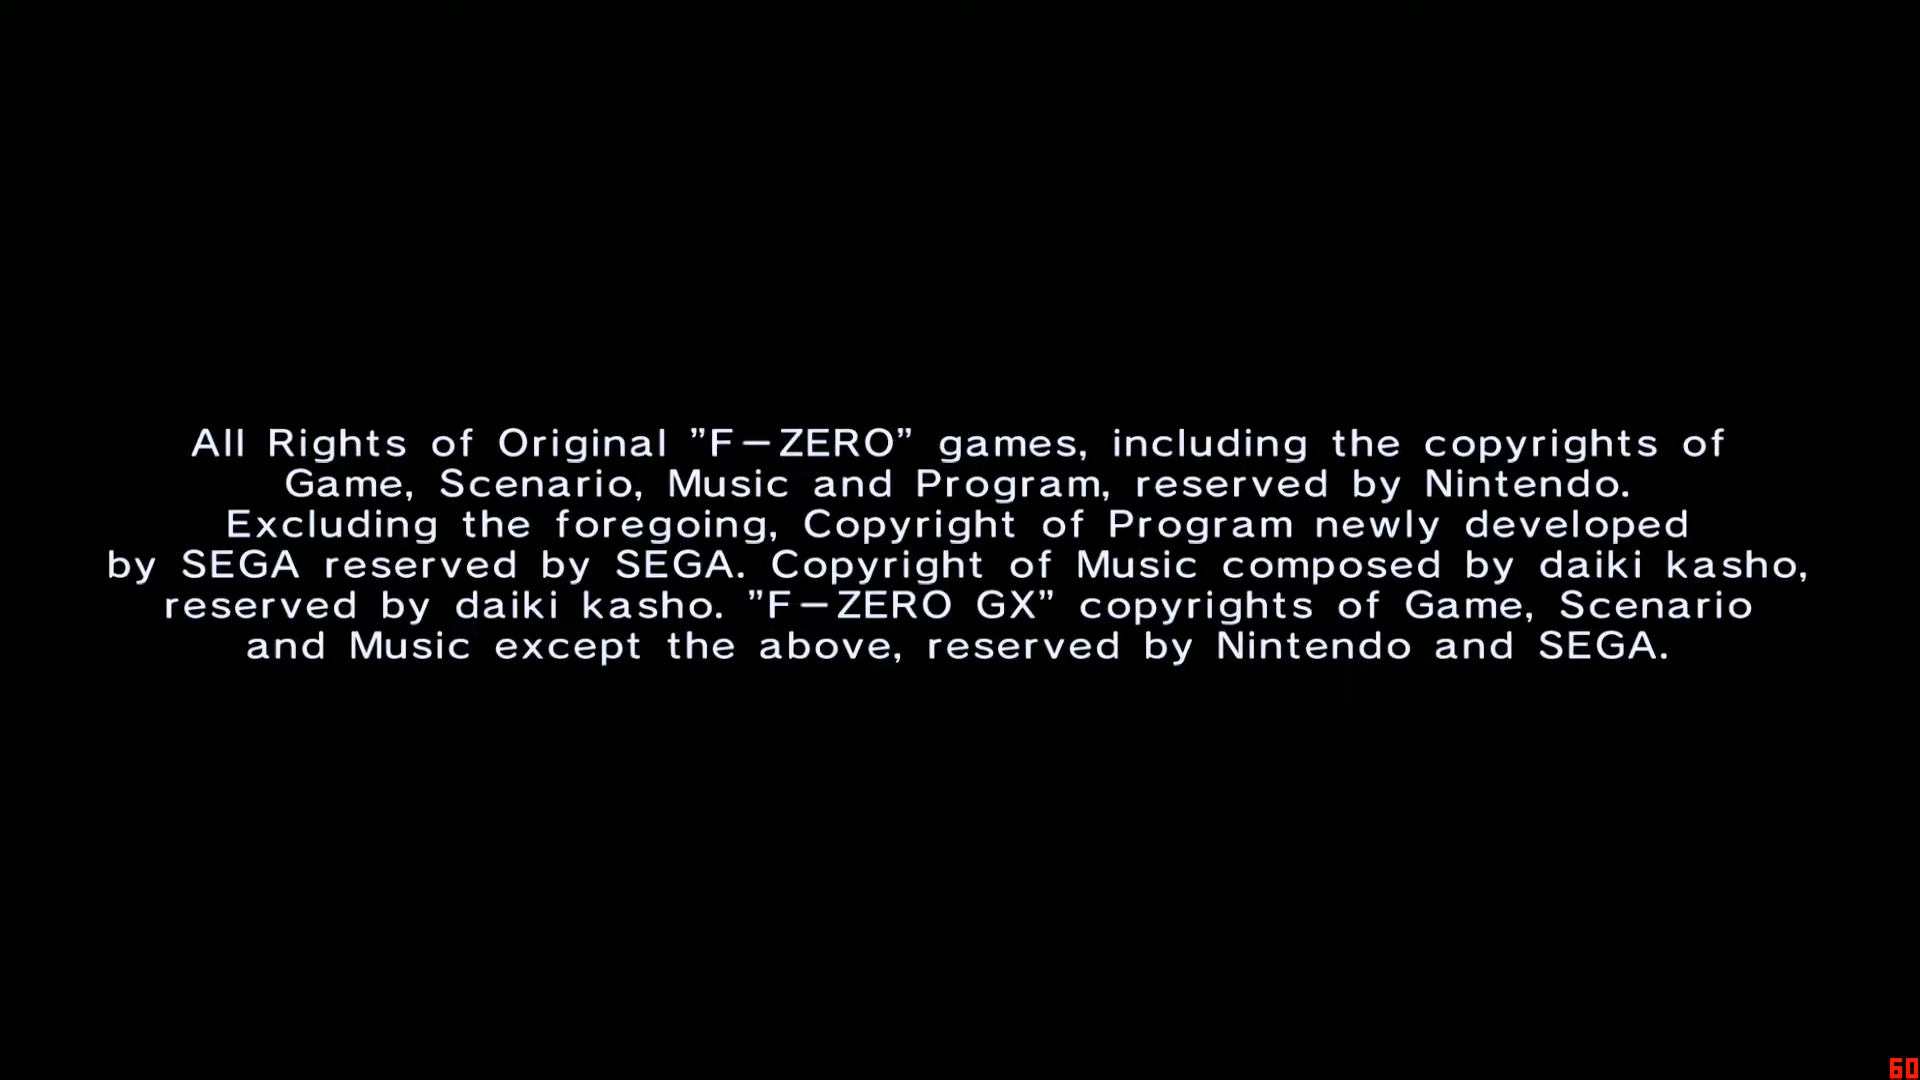 All Rights of Original ”F－ZERO” games, including the copyrights of
Game, Scenario, Music and Program, reserved by Nintendo.
Excluding the foregoing, Copyright of Program newly developed
by SEGA reserved by SEGA. Copyright of Music composed by daiki kasho,
reserved by daiki kasho. ”F－ZERO GX” copyrights of Game, Scenario
and Music except the above, reserved by Nintendo and SEGA.
60